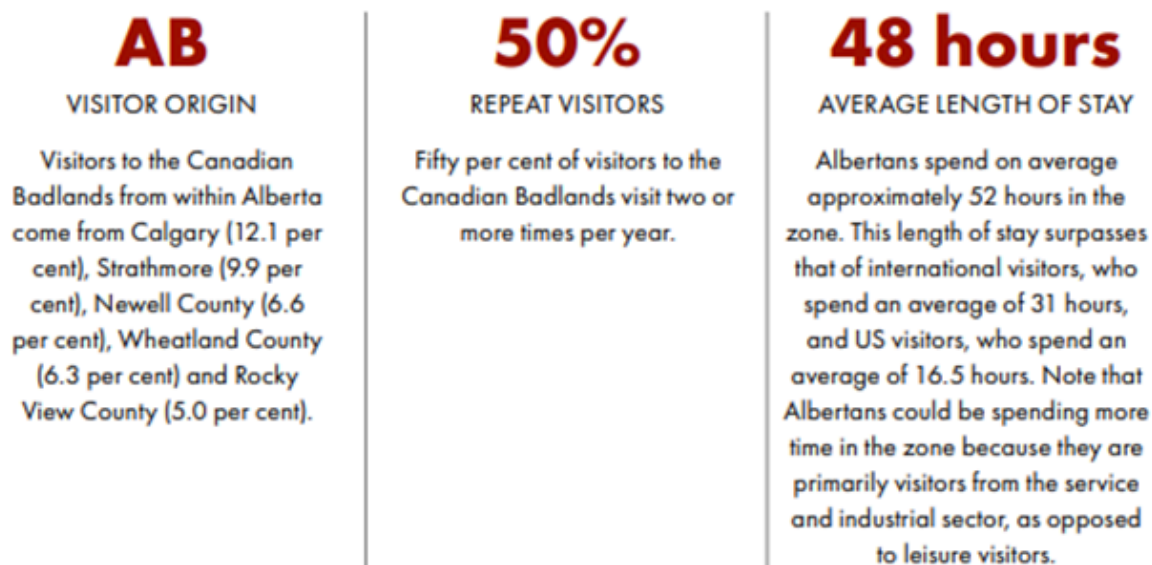 AB
VISITOR ORIGIN
Visitors to the Canadian
Badlands from within Alberta
come from Calgary (12.1 per
cent), Strathmore (9.9 per
cent), Newell County (6.6
per cent), Wheatland County
(6.3 per cent) and Rocky
View County (5.0 per cent).
50%
REPEAT VISITORS
Fifty per cent of visitors to the
Canadian Badlands visit two or
more times per year.
48 hours
AVERAGE LENGTH OF STAY
Albertans spend on average
approximately 52 hours in the
zone. This length of stay surpasses
that of international visitors, who
spend an average of 31 hours,
and US visitors, who spend an
average of 16.5 hours. Note that
Albertans could be spending more
time in the zone because they are
primarily visitors from the service
and industrial sector, as opposed
to leisure visitors.